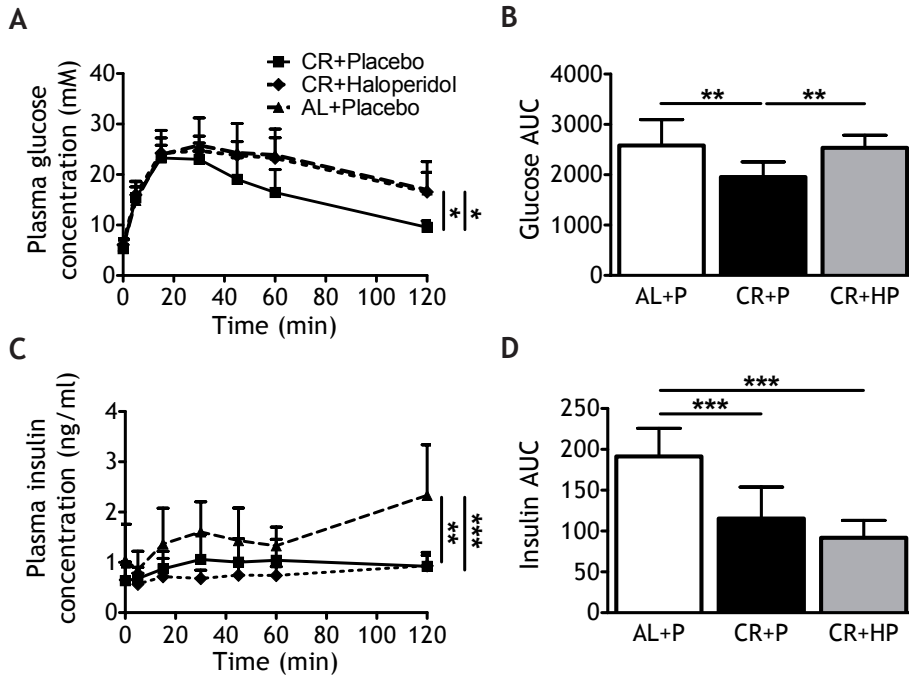 A
CR+Placebo
CR+Haloperidol
AL+Placebo
Plasma glucose
concentration (mM)
40
30
20
10
0
0 20 40 60 80 100 120
Time (min)
*
*
B
Glucose AUC
4000
3000
2000
1000
0
**
**
AL+P CR+P CR+HP
C
Plasma insulin
concentration (ng/ml)
4
3
2
1
0
0 20 40 60 80 100 120
Time (min)
**
***
D
Insulin AUC
250
200
150
100
50
0
***
***
AL+P CR+P CR+HP